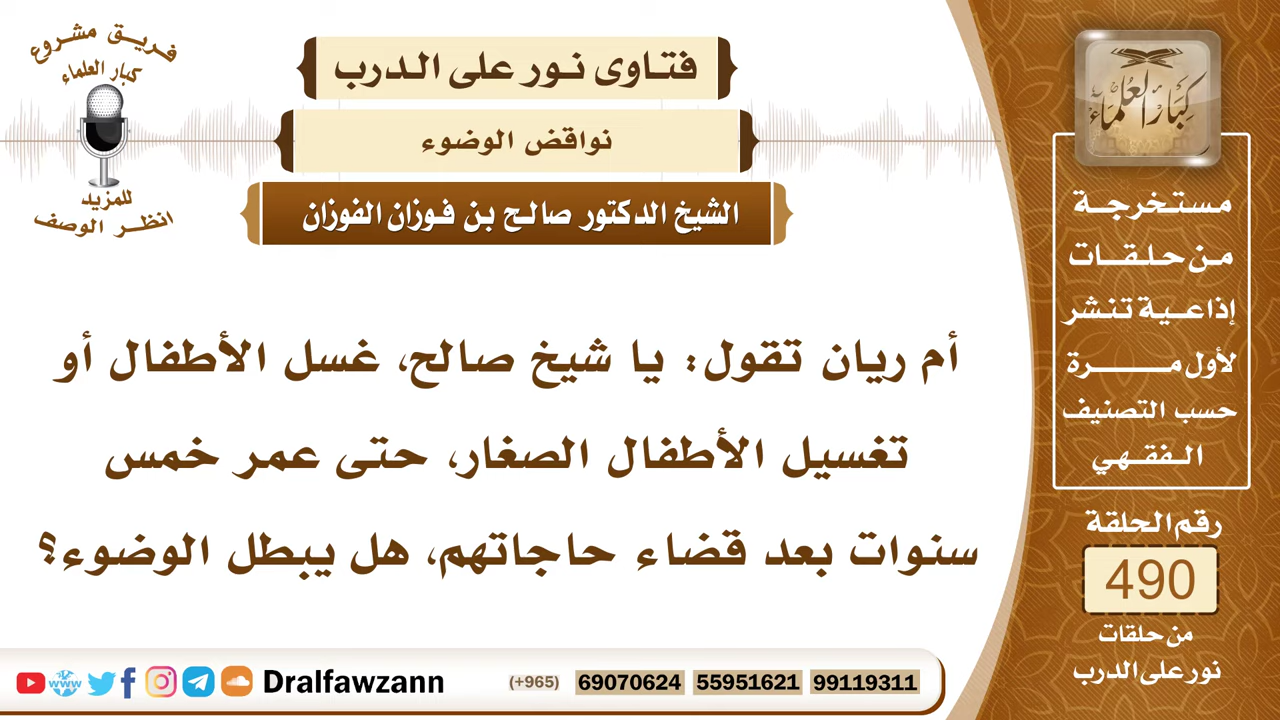 فريق مشروع
كبار العلماء
للمزيد
انظر الوصف
فتاوى نور على الدرب
نواقض الوضوء
الشيخ الدكتور صالح بن فوزان الفوزان
كبار العلماء
مستخرجة
من حلقات
إذاعية تنشر
لأول مرة
حسب التصنيف
الفقهي
رقم الحلقة
490
من حلقات
نور على الدرب
أم ريان تقول: يا شيخ صالح، غسل الأطفال أو
تغسيل الأطفال الصغار، حتى عمر خمس
سنوات بعد قضاء حاجاتهم، هل يبطل الوضوء؟
www
Dralfawzann
(+965) 69070624 55951621 99119311